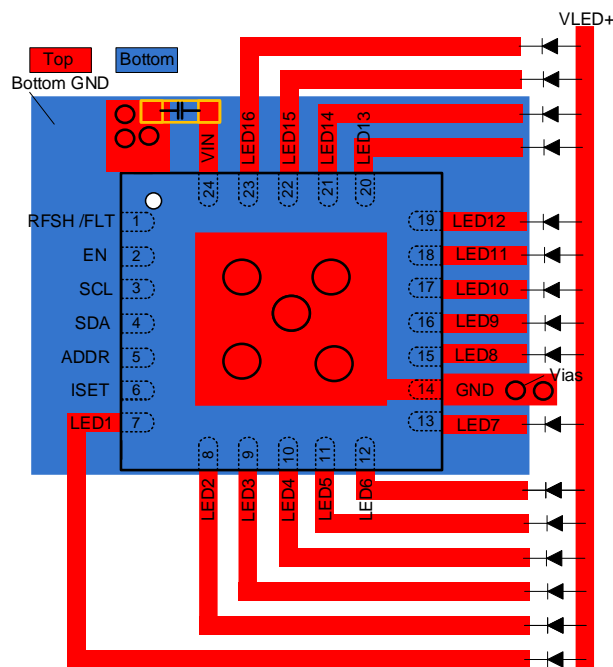 VLED+
Top
Bottom
Bottom GND
VIN
LED16
LED15
LED14
LED13
24
23
22
21
20
RFSH /FLT
1
EN
2
SCL
3
SDA
4
ADDR
5
ISET
6
LED1
7
19
LED12
18
LED11
17
LED10
16
LED9
15
LED8
14
GND
Vias
13
LED7
8
9
10
11
12
LED2
LED3
LED4
LED5
LED6